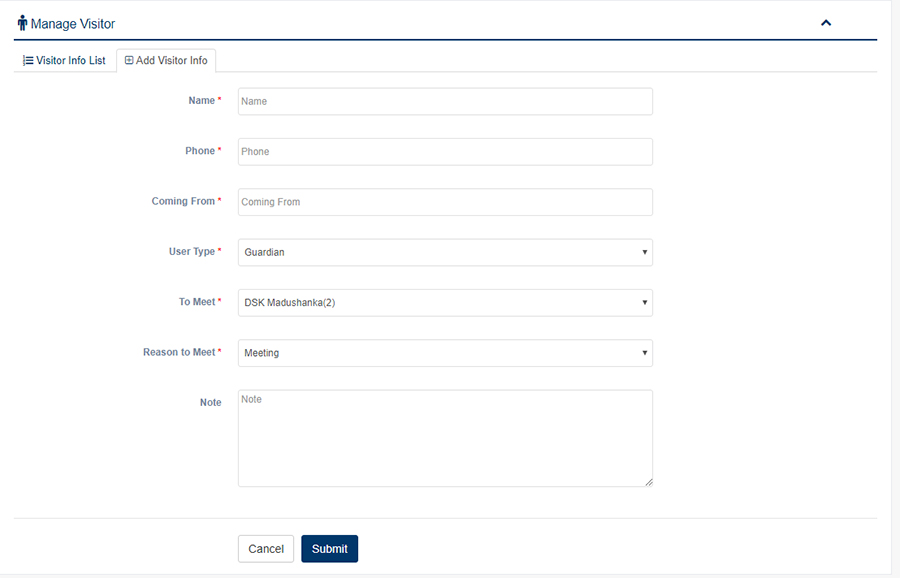 Manage Visitor
Visitor Info List Add Visitor Info
Name * Name
Phone * Phone
Coming From * Coming From
User Type * Guardian
To Meet * DSK Madushanka(2)
Reason to Meet * Meeting
Note Note
Cancel Submit